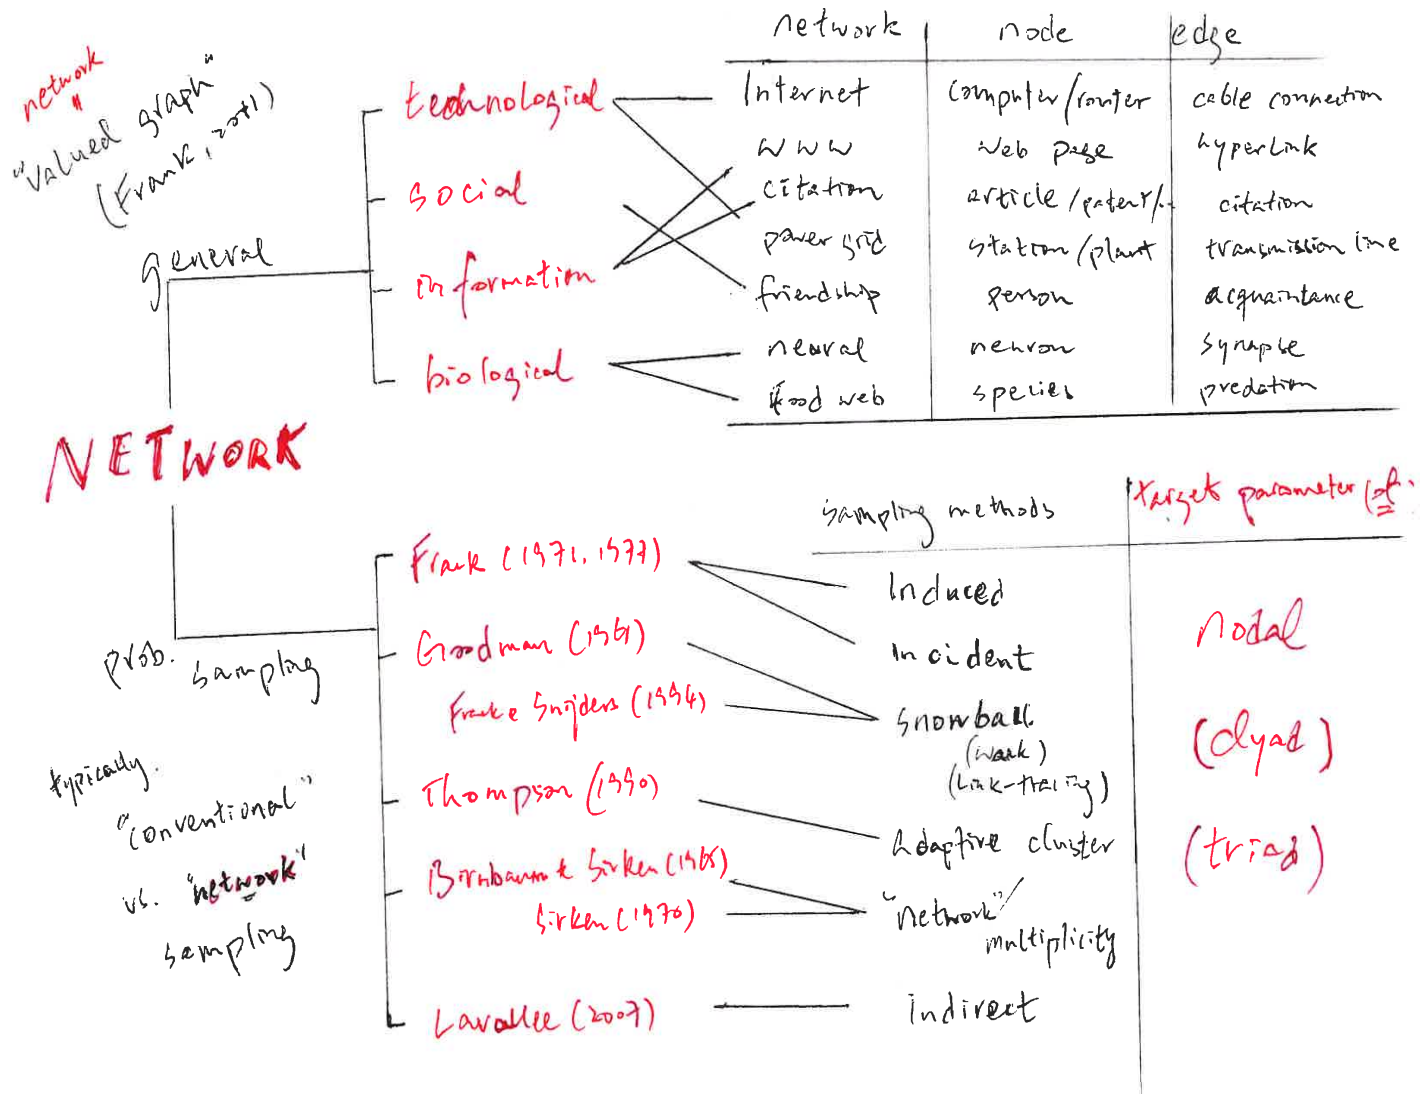 network node edge
network
"
"Valued graph"
(Frank, 2011)
general
technological
social
information
biological
Internet computer/router cable connection
www web page hyperlink
citation article/patent/.. citation
power grid station/plant transmission line
friendship person acquaintance
neural neuron synapse
food web species predation
NETWORK
sampling methods target parameter (of.
prob. sampling
Frank (1971, 1977)
Goodman (1961)
Frank & Snijders (1994)
Thompson (1990)
Birnbaum & Sirken (1965)
Sirken (1970)
Lavallee (2007)
Induced
Incident
snowball
(walk)
(link-tracing)
Adaptive cluster
"network"/
multiplicity
indirect
nodal
(dyad)
(triad)
typically.
"conventional"
vs. "network"
sampling